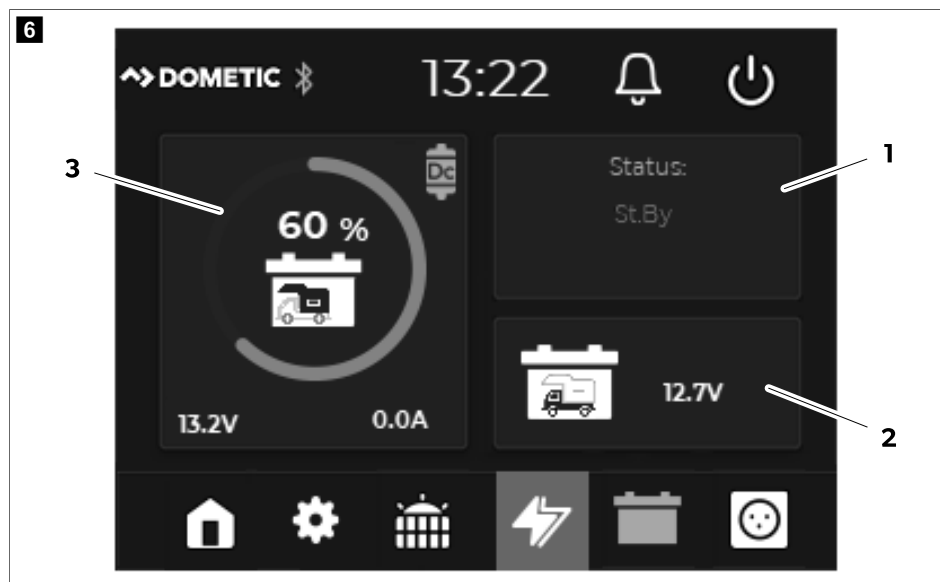 6
DOMETIC
13:22
3
Dc
60 %
13.2V
0.0A
Status:
St.By
1
12.7V
2